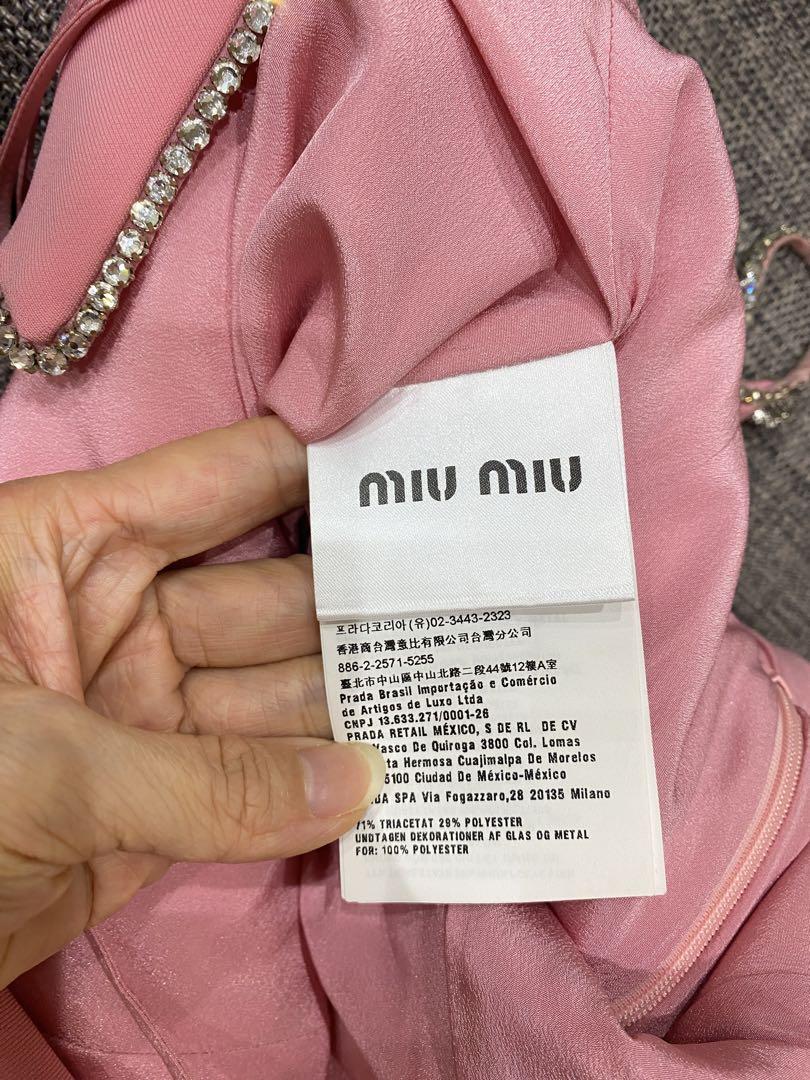 miu miu
프라다코리아(유)02-3443-2323
香港商台灣惫比有限公司台灣分公司
886-2-2571-5255
臺北市中山區中山北路二段44號12樓A室
Prada Brasil Importação e Comércio
de Artigos de Luxo Ltda
CNPJ 13.633.271/0001-26
PRADA RETAIL MÉXICO, S DE RL DE CV
Vasco De Quiroga 3800 Col. Lomas
Hermosa Cuajimalpa De Morelos
Ciudad De México-México
SPA Via Fogazzaro,28 20135 Milano
71% TRIACETAT 29% POLYESTER
UNDTAGEN DEKORATIONER AF GLAS OG METAL
FOR: 100% POLYESTER